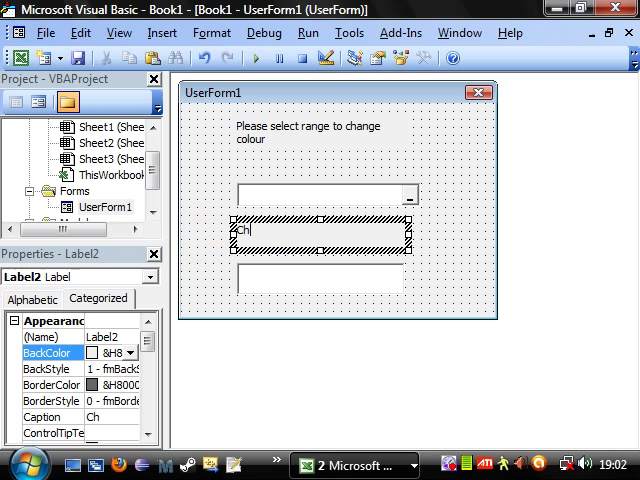 Microsoft Visual Basic - Book1 - [Book1 - UserForm1 (UserForm)]
File Edit View Insert Format Debug Run Tools Add-Ins Window Help
Project - VBAProject
Sheet1 (Shee
Sheet2 (Shee
Sheet3 (Shee
ThisWorkbook
Forms
UserForm1
UserForm1
Please select range to change
colour
Ch
Properties - Label2
Label2 Label
Alphabetic Categorized
Appearanc
(Name) Label2
BackColor &H8
BackStyle 1 - fmBackS
BorderColor &H8000
BorderStyle 0 - fmBorde
Caption Ch
ControlTipTe
2 Microsoft ...
ATI
19:02